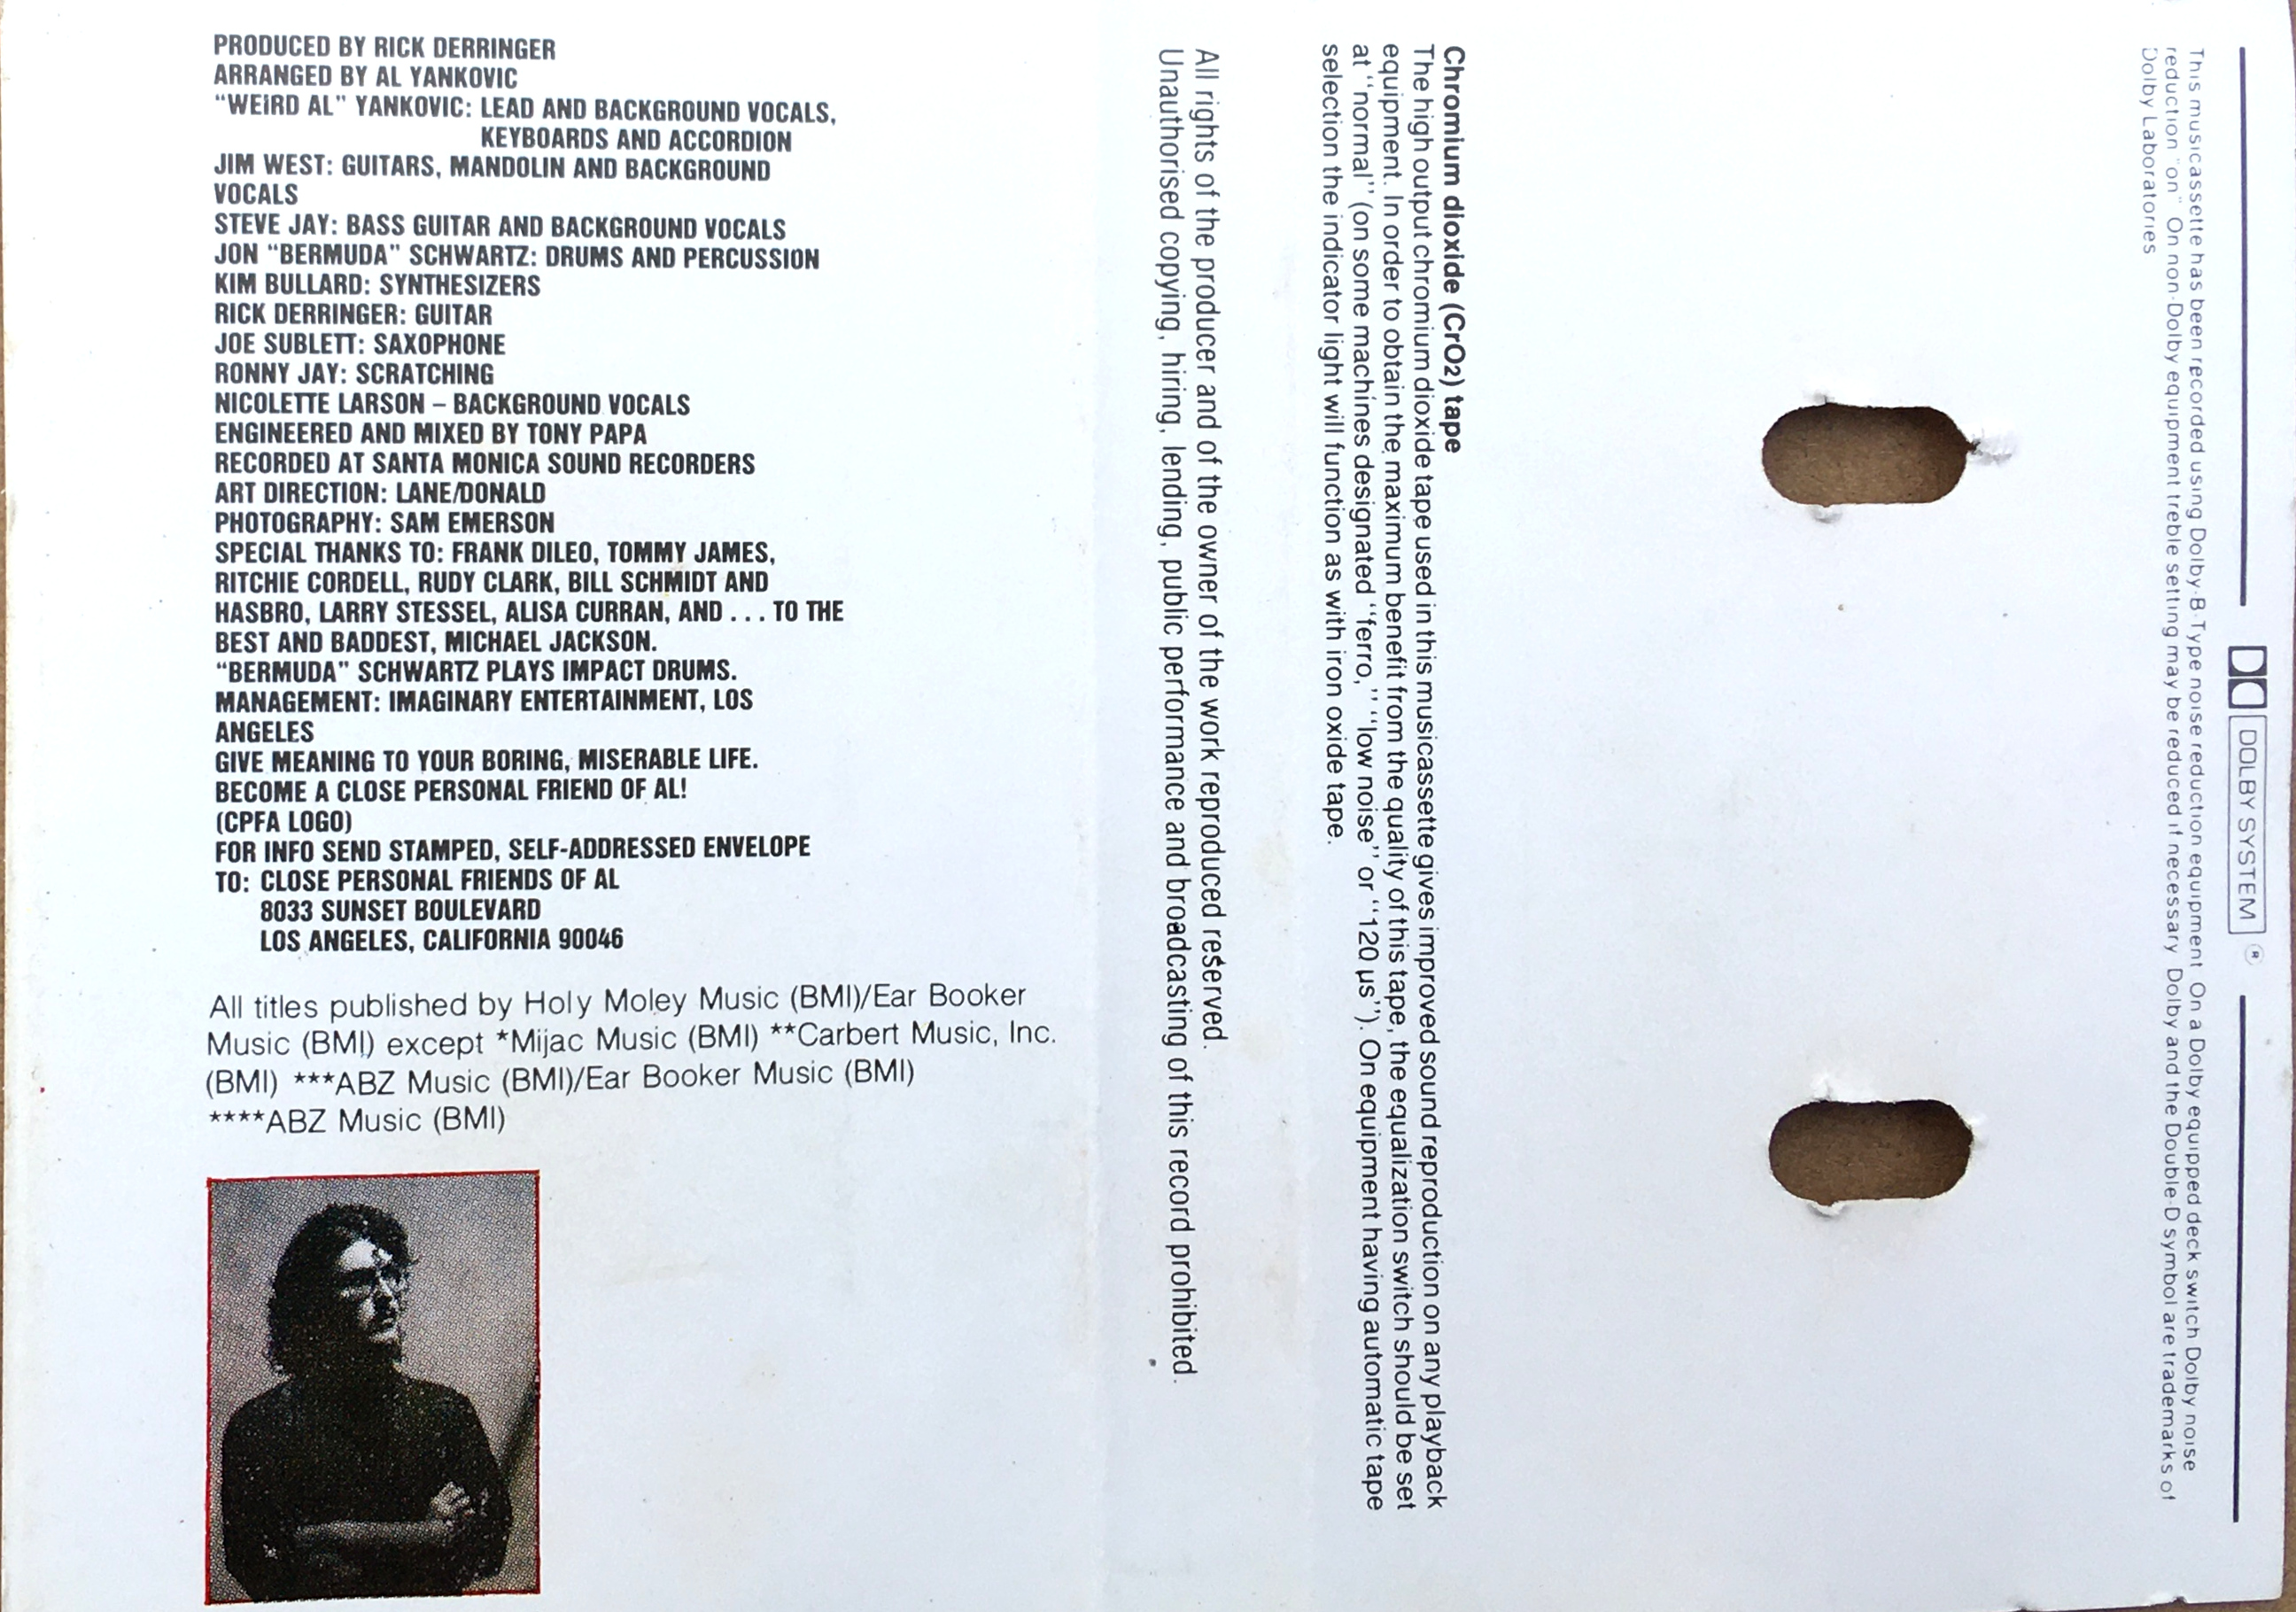 PRODUCED BY RICK DERRINGER
ARRANGED BY AL YANKOVIC
“WEIRD AL” YANKOVIC: LEAD AND BACKGROUND VOCALS,
KEYBOARDS AND ACCORDION
JIM WEST: GUITARS, MANDOLIN AND BACKGROUND
VOCALS
STEVE JAY: BASS GUITAR AND BACKGROUND VOCALS
JON “BERMUDA” SCHWARTZ: DRUMS AND PERCUSSION
KIM BULLARD: SYNTHESIZERS
RICK DERRINGER: GUITAR
JOE SUBLETT: SAXOPHONE
RONNY JAY: SCRATCHING
NICOLETTE LARSON – BACKGROUND VOCALS
ENGINEERED AND MIXED BY TONY PAPA
RECORDED AT SANTA MONICA SOUND RECORDERS
ART DIRECTION: LANE/DONALD
PHOTOGRAPHY: SAM EMERSON
SPECIAL THANKS TO: FRANK DILEO, TOMMY JAMES,
RITCHIE CORDELL, RUDY CLARK, BILL SCHMIDT AND
HASBRO, LARRY STESSEL, ALISA CURRAN, AND . . . TO THE
BEST AND BADDEST, MICHAEL JACKSON.
“BERMUDA” SCHWARTZ PLAYS IMPACT DRUMS.
MANAGEMENT: IMAGINARY ENTERTAINMENT, LOS
ANGELES
GIVE MEANING TO YOUR BORING, MISERABLE LIFE.
BECOME A CLOSE PERSONAL FRIEND OF AL!
(CPFA LOGO)
FOR INFO SEND STAMPED, SELF-ADDRESSED ENVELOPE
TO: CLOSE PERSONAL FRIENDS OF AL
8033 SUNSET BOULEVARD
LOS ANGELES, CALIFORNIA 90046
All titles published by Holy Moley Music (BMI)/Ear Booker
Music (BMI) except *Mijac Music (BMI) **Carbert Music, Inc.
(BMI) ***ABZ Music (BMI)/Ear Booker Music (BMI)
****ABZ Music (BMI)
All rights of the producer and of the owner of the work reproduced reserved.
Unauthorised copying, hiring, lending, public performance and broadcasting of this record prohibited.
Chromium dioxide (CrO2) tape
The high output chromium dioxide tape used in this musicassette gives improved sound reproduction on any playback
equipment. In order to obtain the maximum benefit from the quality of this tape, the equalization switch should be set
at “normal” (on some machines designated “ferro,” “low noise” or “120 µs”). On equipment having automatic tape
selection the indicator light will function as with iron oxide tape.
DOLBY SYSTEM ®
This musicassette has been recorded using Dolby B Type noise reduction equipment On a Dolby equipped deck switch Dolby noise
reduction “on” On non-Dolby equipment treble setting may be reduced if necessary Dolby and the Double-D symbol are trademarks of
Dolby Laboratories